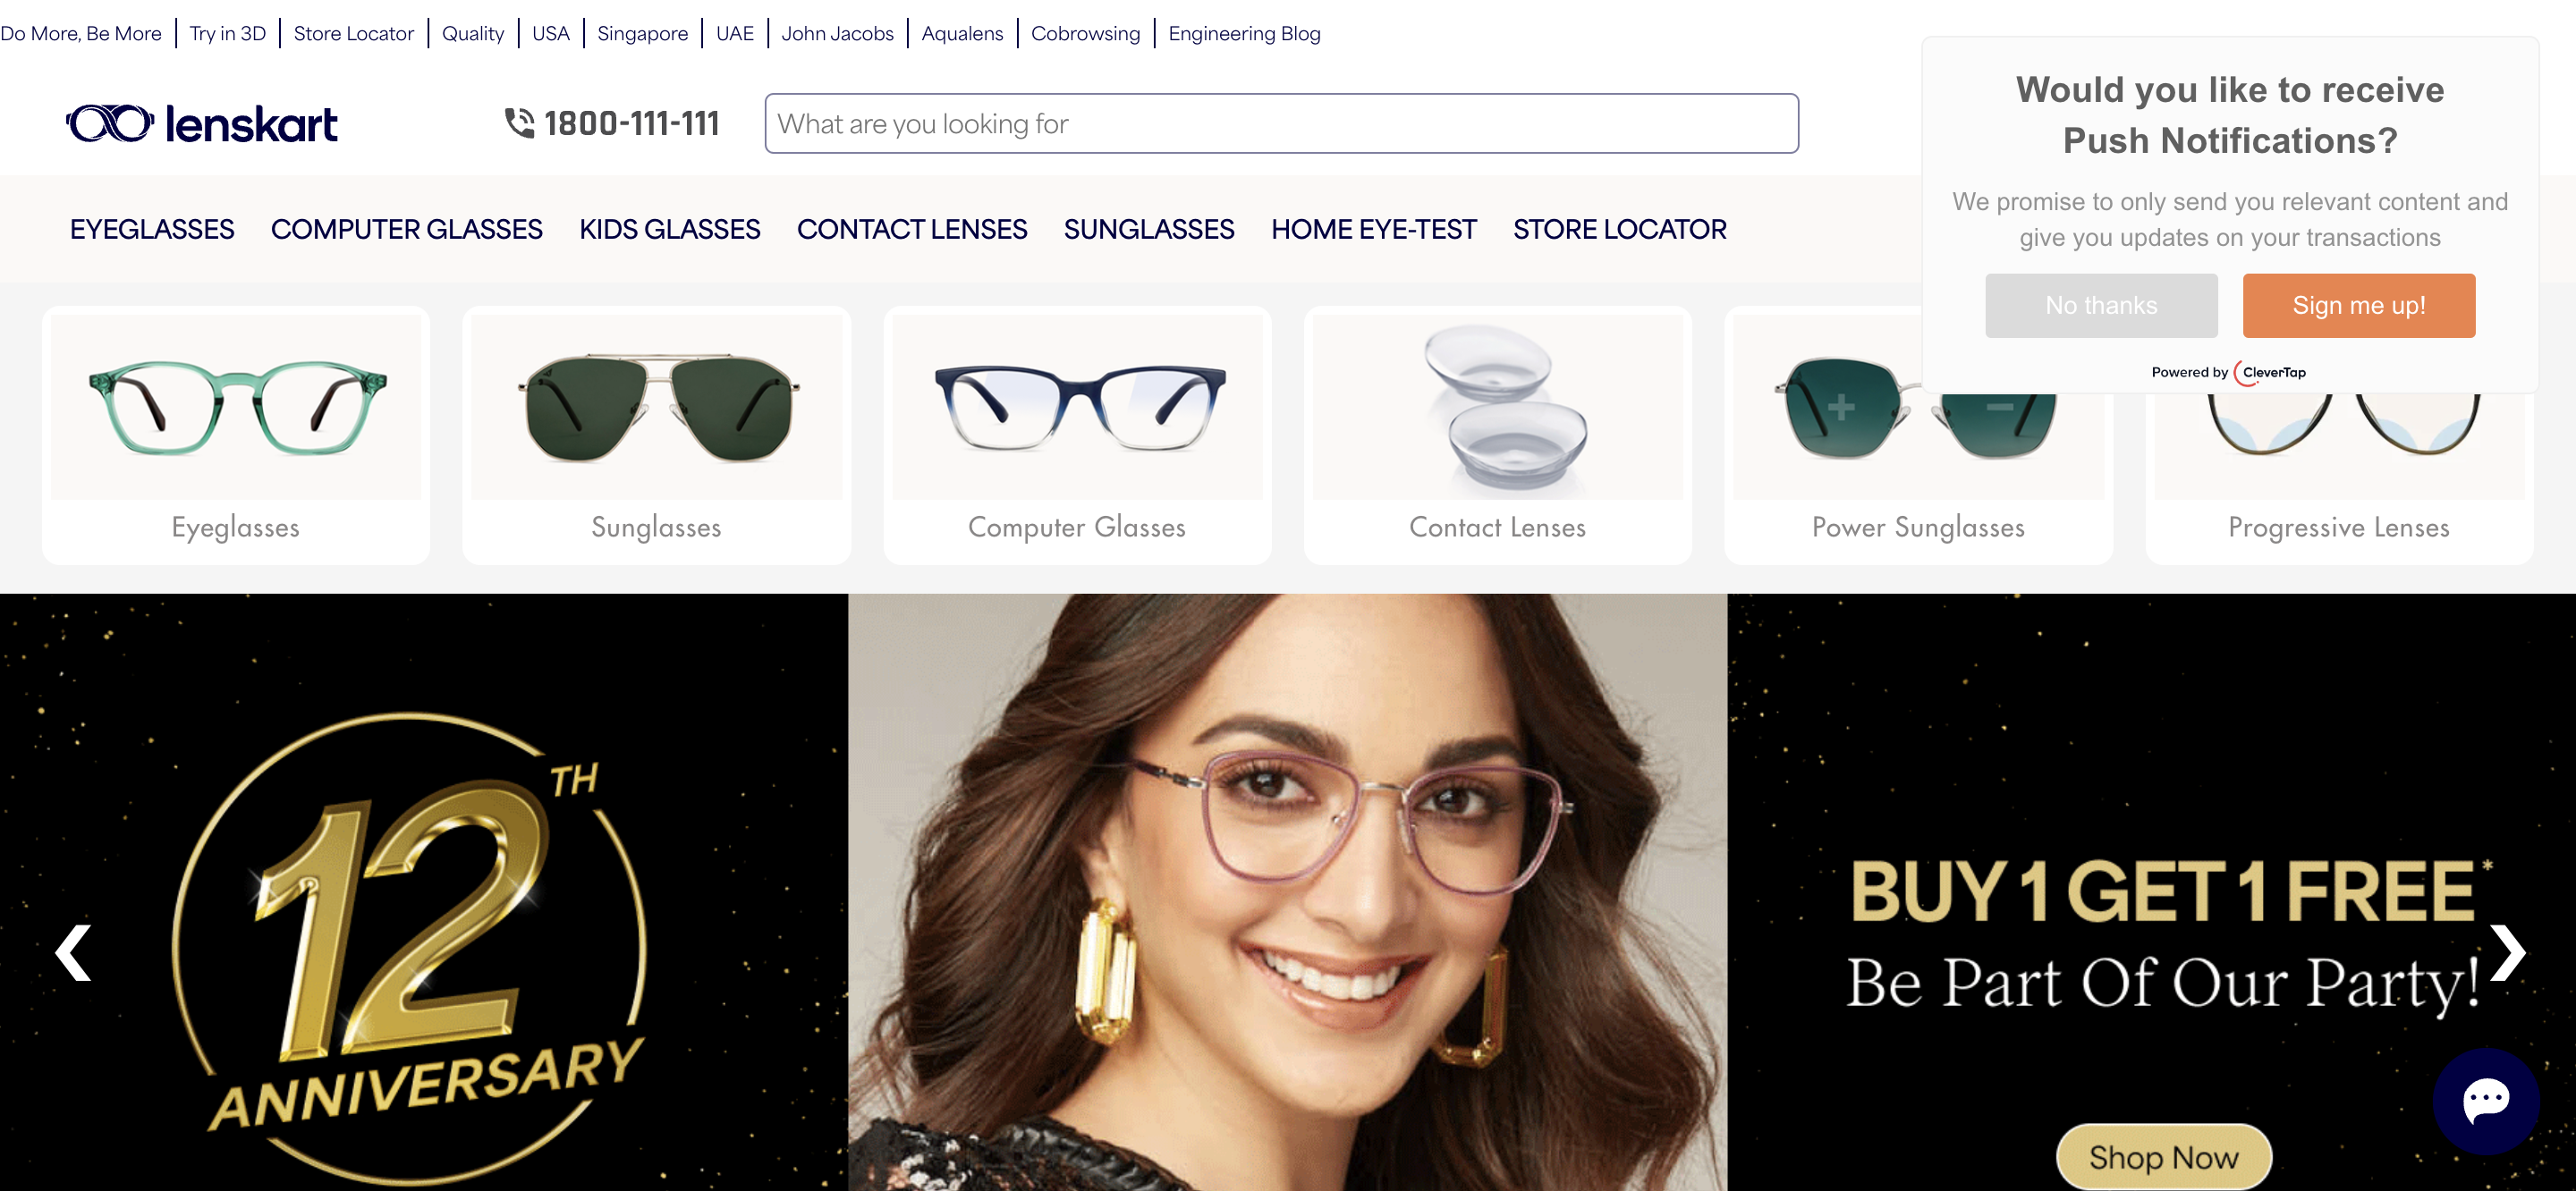 Do More, Be More | Try in 3D | Store Locator | Quality | USA | Singapore | UAE | John Jacobs | Aqualens | Cobrowsing | Engineering Blog
lenskart
1800-111-111
What are you looking for
Would you like to receive
Push Notifications?
We promise to only send you relevant content and
give you updates on your transactions
No thanks
Sign me up!
Powered by CleverTap
EYEGLASSES COMPUTER GLASSES KIDS GLASSES CONTACT LENSES SUNGLASSES HOME EYE-TEST STORE LOCATOR
Eyeglasses
Sunglasses
Computer Glasses
Contact Lenses
Power Sunglasses
Progressive Lenses
12TH
ANNIVERSARY
BUY 1 GET 1 FREE*
Be Part Of Our Party!
Shop Now